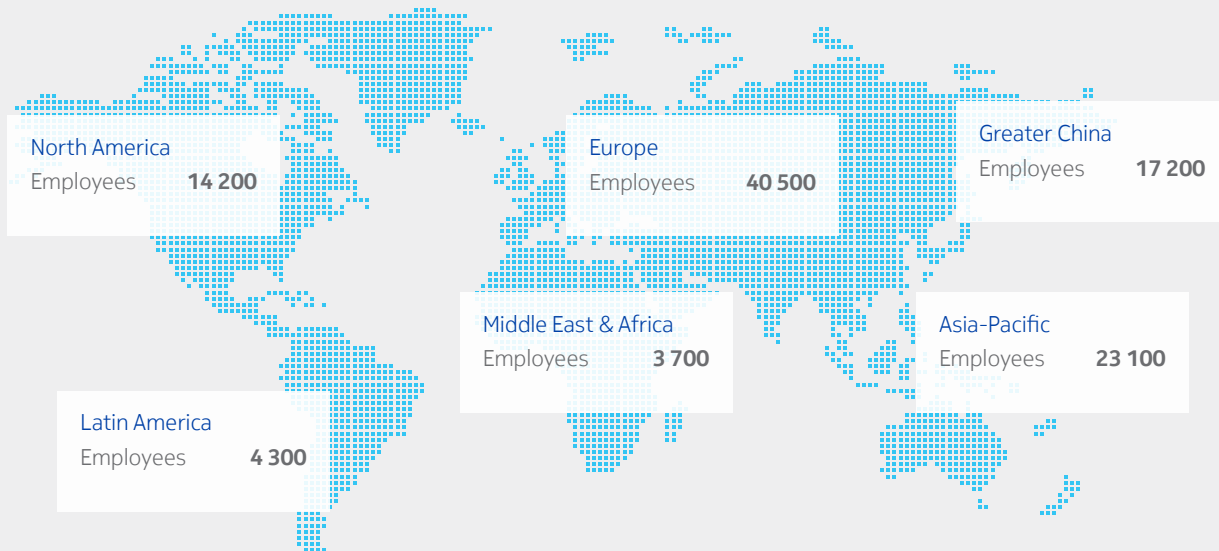 North America
Employees 14 200
Europe
Employees 40 500
Greater China
Employees 17 200
Middle East & Africa
Employees 3 700
Asia-Pacific
Employees 23 100
Latin America
Employees 4 300